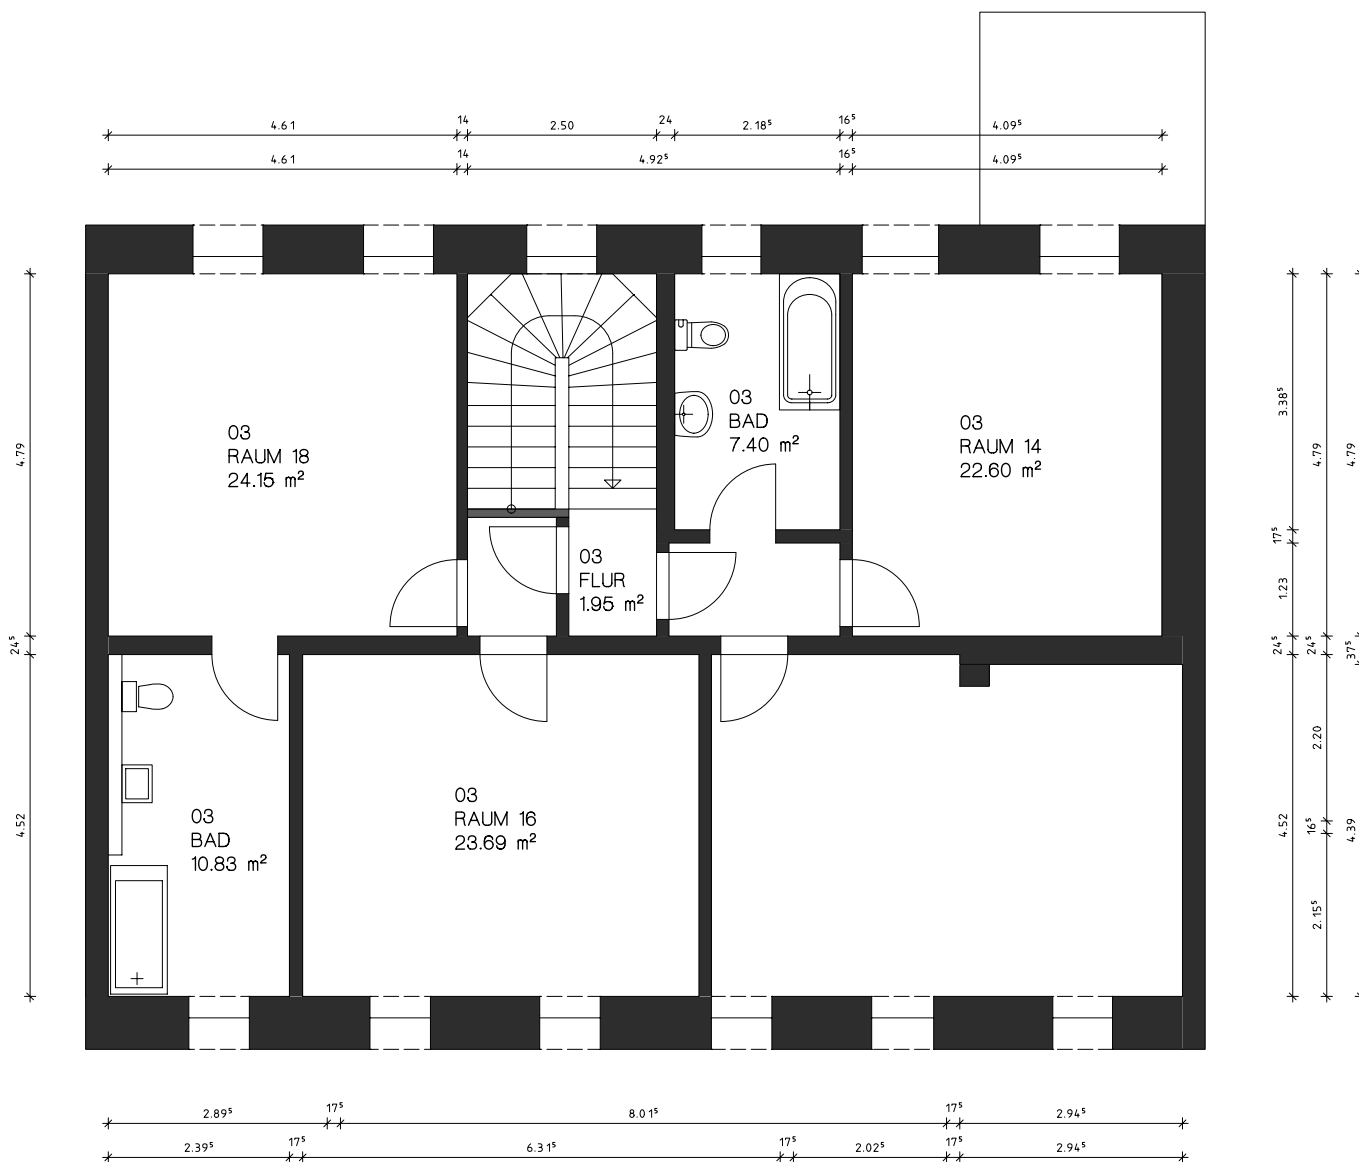 4.61 14 2.50 24 2.18⁵ 16⁵ 4.09⁵
4.61 14 4.92⁵ 16⁵ 4.09⁵
03
RAUM 18
24.15 m²
03
BAD
7.40 m²
03
RAUM 14
22.60 m²
03
FLUR
1.95 m²
03
RAUM 16
23.69 m²
03
BAD
10.83 m²
4.79
24⁵
4.52
3.38⁵
17⁵
1.23
24⁵
4.52
4.79
24⁵
2.20
16⁵
2.15⁵
4.79
37⁵
4.39
2.89⁵ 17⁵ 8.01⁵ 17⁵ 2.94⁵
2.39⁵ 17⁵ 6.31⁵ 17⁵ 2.02⁵ 17⁵ 2.94⁵